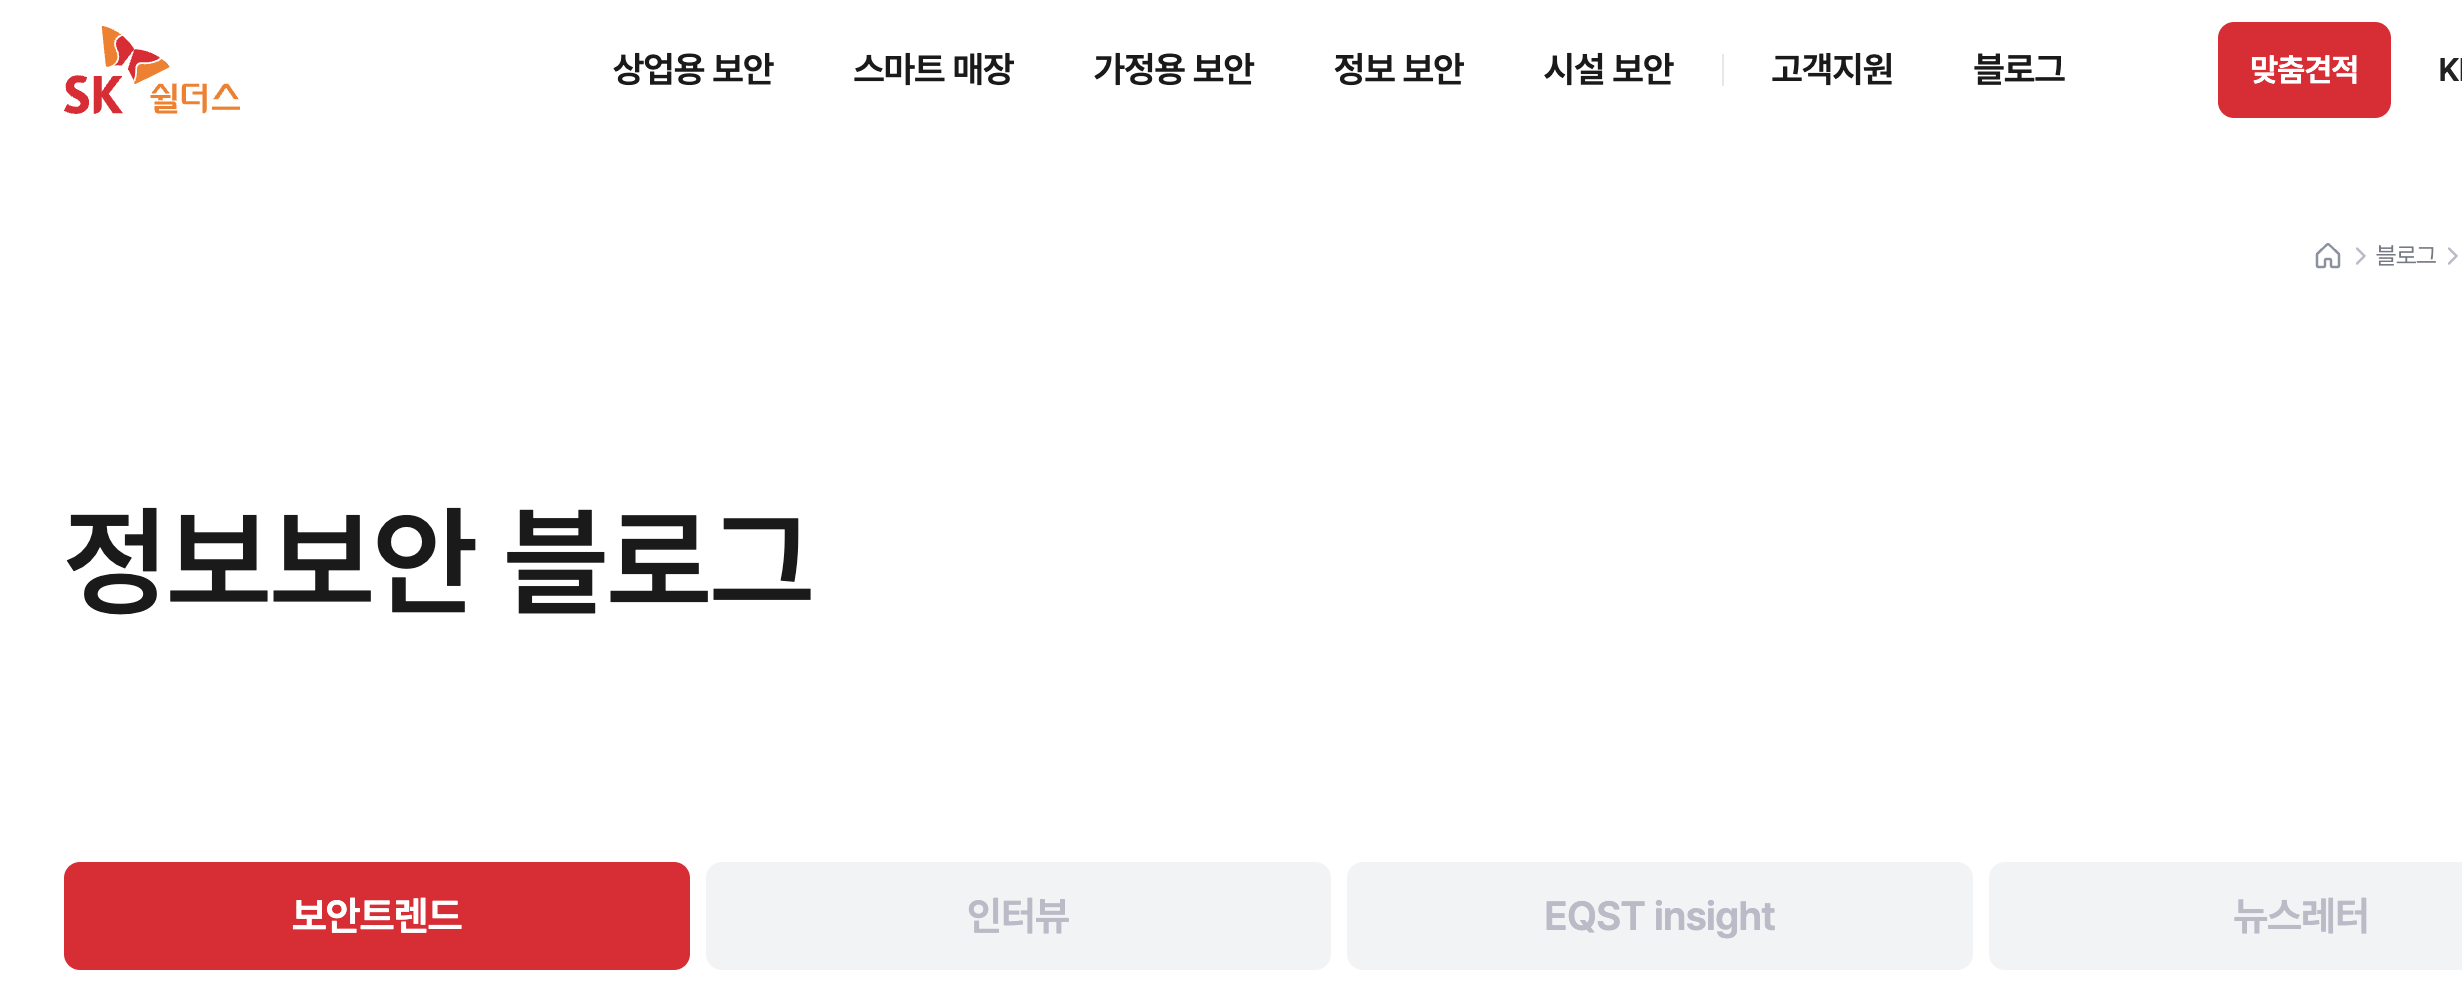 SK 쉴더스
상업용 보안 스마트 매장 가정용 보안 정보 보안 시설 보안 고객지원 블로그 맞춤견적
블로그
정보보안 블로그
보안트렌드 인터뷰 EQST insight 뉴스레터